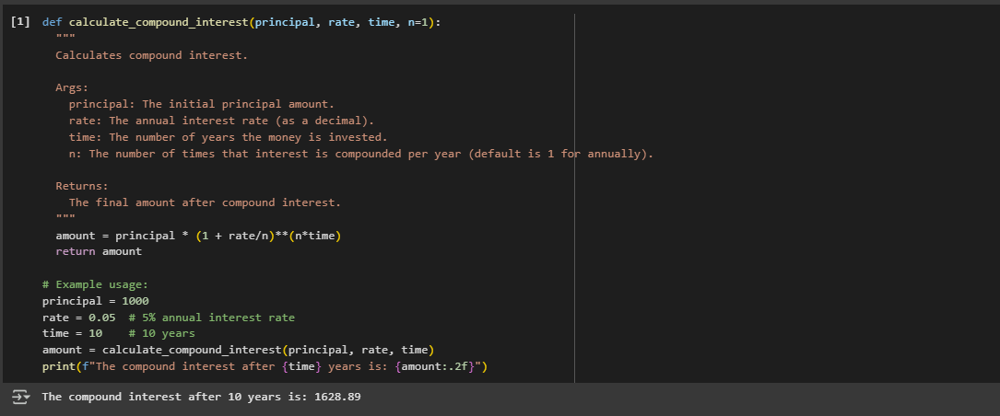 [1] def calculate_compound_interest(principal, rate, time, n=1):
"""
Calculates compound interest.
Args:
principal: The initial principal amount.
rate: The annual interest rate (as a decimal).
time: The number of years the money is invested.
n: The number of times that interest is compounded per year (default is 1 for annually).
Returns:
The final amount after compound interest.
"""
amount = principal * (1 + rate/n)**(n*time)
return amount
# Example usage:
principal = 1000
rate = 0.05  # 5% annual interest rate
time = 10    # 10 years
amount = calculate_compound_interest(principal, rate, time)
print(f"The compound interest after {time} years is: {amount:.2f}")
The compound interest after 10 years is: 1628.89